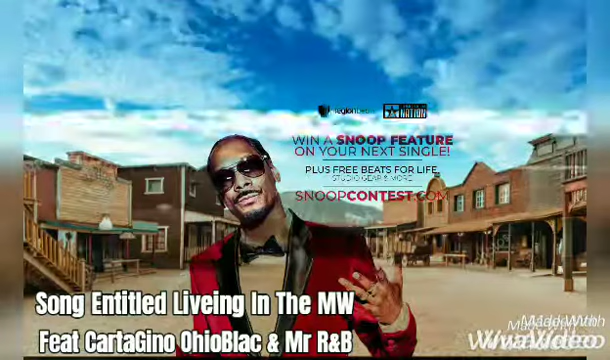 WIN A SNOOP FEATURE
ON YOUR NEXT SINGLE!
PLUS FREE BEATS FOR LIFE,
STUDIO GEAR & MORE
SNOOPCONTEST.COM
Song Entitled Liveing In The MW
Feat CartaGino OhioBlac & Mr R&B
Made With